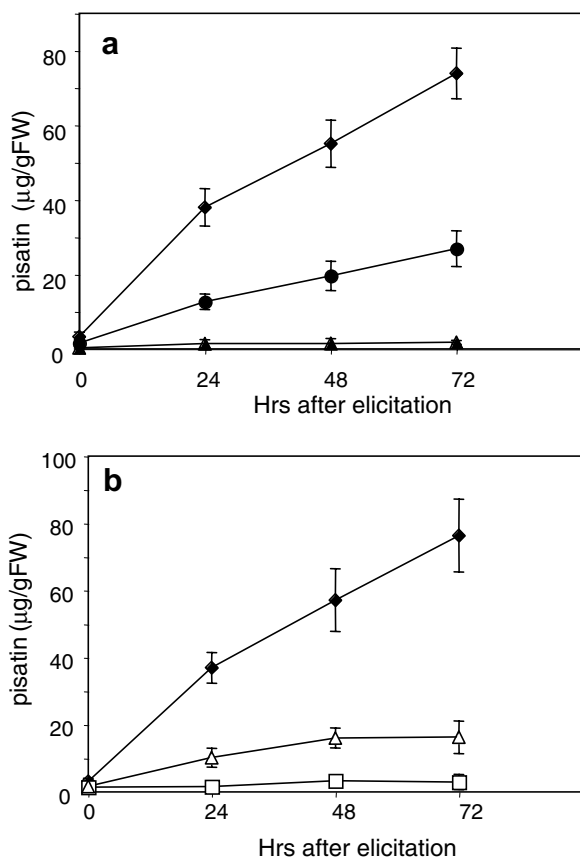 a
80
60
40
20
0
pisatin (μg/gFW)
0 24 48 72
Hrs after elicitation
b
100
80
60
40
20
0
pisatin (μg/gFW)
0 24 48 72
Hrs after elicitation